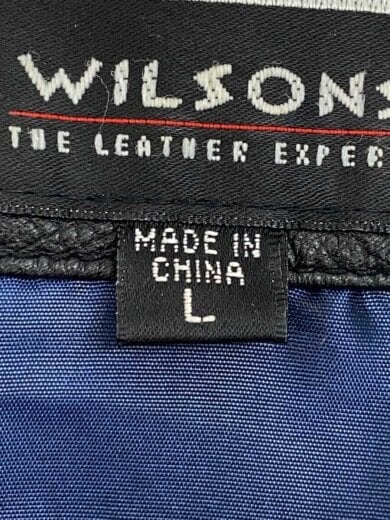 WILSONS
THE LEATHER EXPER
MADE IN
CHINA
L